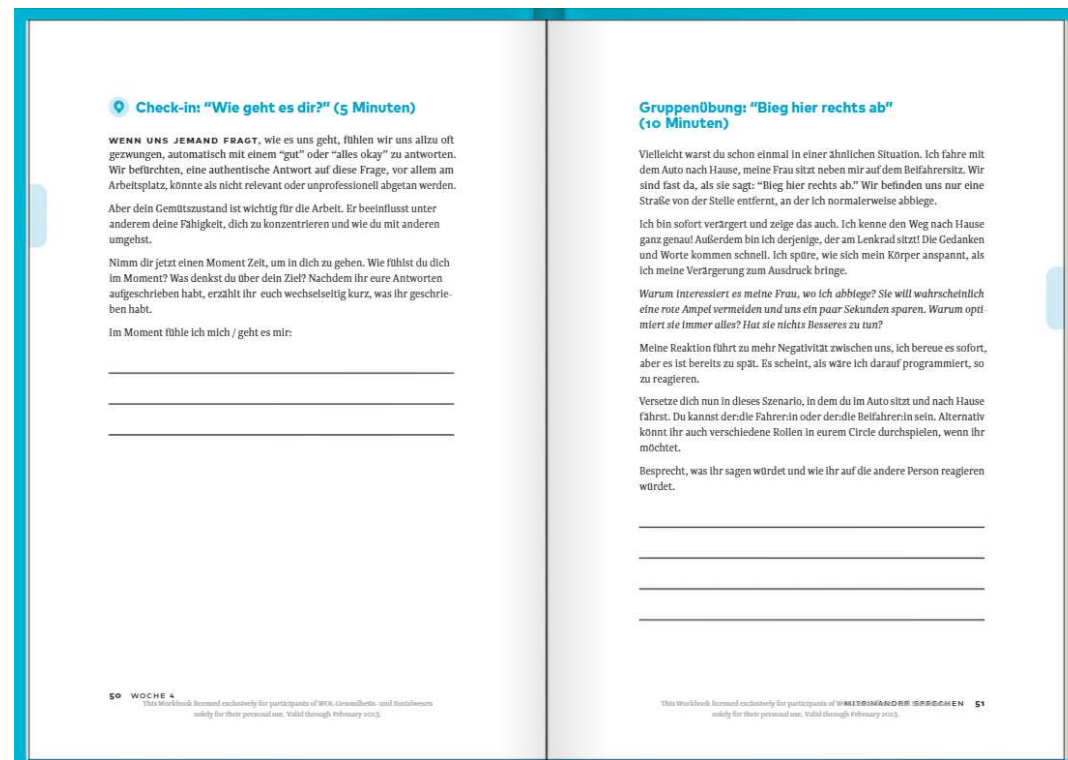 Check-in: “Wie geht es dir?” (5 Minuten)
WENN UNS JEMAND FRAGT, wie es uns geht, fühlen wir uns allzu oft
gezwungen, automatisch mit einem “gut” oder “alles okay” zu antworten.
Wir befürchten, eine authentische Antwort auf diese Frage, vor allem am
Arbeitsplatz, könnte als nicht relevant oder unprofessionell abgetan werden.
Aber dein Gemütszustand ist wichtig für die Arbeit. Er beeinflusst unter
anderem deine Fähigkeit, dich zu konzentrieren und wie du mit anderen
umgehst.
Nimm dir jetzt einen Moment Zeit, um in dich zu gehen. Wie fühlst du dich
im Moment? Was denkst du über dein Ziel? Nachdem ihr eure Antworten
aufgeschrieben habt, erzählt ihr euch wechselseitig kurz, was ihr geschrie-
ben habt.
Im Moment fühle ich mich / geht es mir:
50 WOCHE 4
This Workbook licensed exclusively for participants of WOL Gesundheits- und Sozialwesen
solely for their personal use. Valid through February 2023.
Gruppenübung: “Bieg hier rechts ab”
(10 Minuten)
Vielleicht warst du schon einmal in einer ähnlichen Situation. Ich fahre mit
dem Auto nach Hause, meine Frau sitzt neben mir auf dem Beifahrersitz. Wir
sind fast da, als sie sagt: “Bieg hier rechts ab.” Wir befinden uns nur eine
Straße von der Stelle entfernt, an der ich normalerweise abbiege.
Ich bin sofort verärgert und zeige das auch. Ich kenne den Weg nach Hause
ganz genau! Außerdem bin ich derjenige, der am Lenkrad sitzt! Die Gedanken
und Worte kommen schnell. Ich spüre, wie sich mein Körper anspannt, als
ich meine Verärgerung zum Ausdruck bringe.
Warum interessiert es meine Frau, wo ich abbiege? Sie will wahrscheinlich
eine rote Ampel vermeiden und uns ein paar Sekunden sparen. Warum opti-
miert sie immer alles? Hat sie nichts Besseres zu tun?
Meine Reaktion führt zu mehr Negativität zwischen uns, ich bereue es sofort,
aber es ist bereits zu spät. Es scheint, als wäre ich darauf programmiert, so
zu reagieren.
Versetze dich nun in dieses Szenario, in dem du im Auto sitzt und nach Hause
fährst. Du kannst der:die Fahrer:in oder der:die Beifahrer:in sein. Alternativ
könnt ihr auch verschiedene Rollen in eurem Circle durchspielen, wenn ihr
möchtet.
Besprecht, was ihr sagen würdet und wie ihr auf die andere Person reagieren
würdet.
MITEINANDER SPRECHEN 51
This Workbook licensed exclusively for participants of
solely for their personal use. Valid through February 2023.